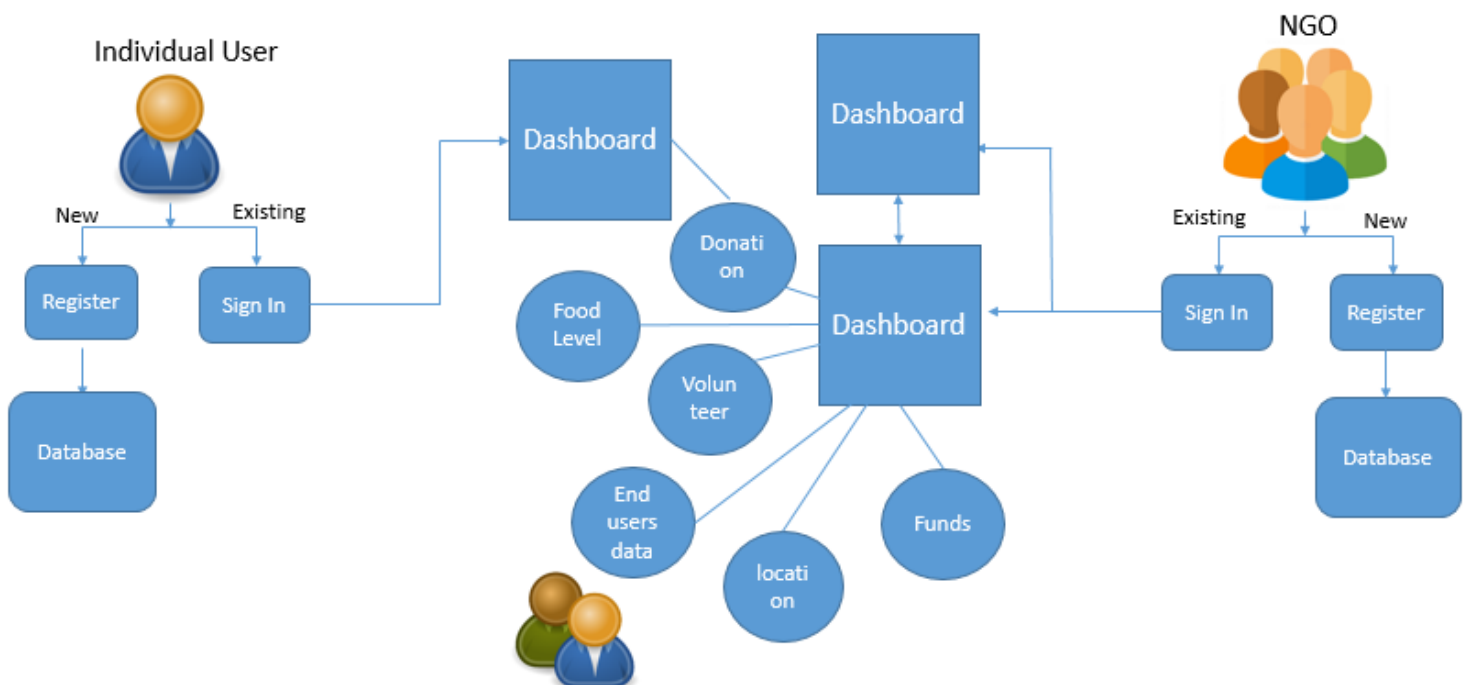 Individual User
New
Existing
Register
Sign In
Database
Dashboard
Donati
on
Food
Level
Volun
teer
End
users
data
locati
on
Funds
Dashboard
Dashboard
NGO
Existing
New
Sign In
Register
Database